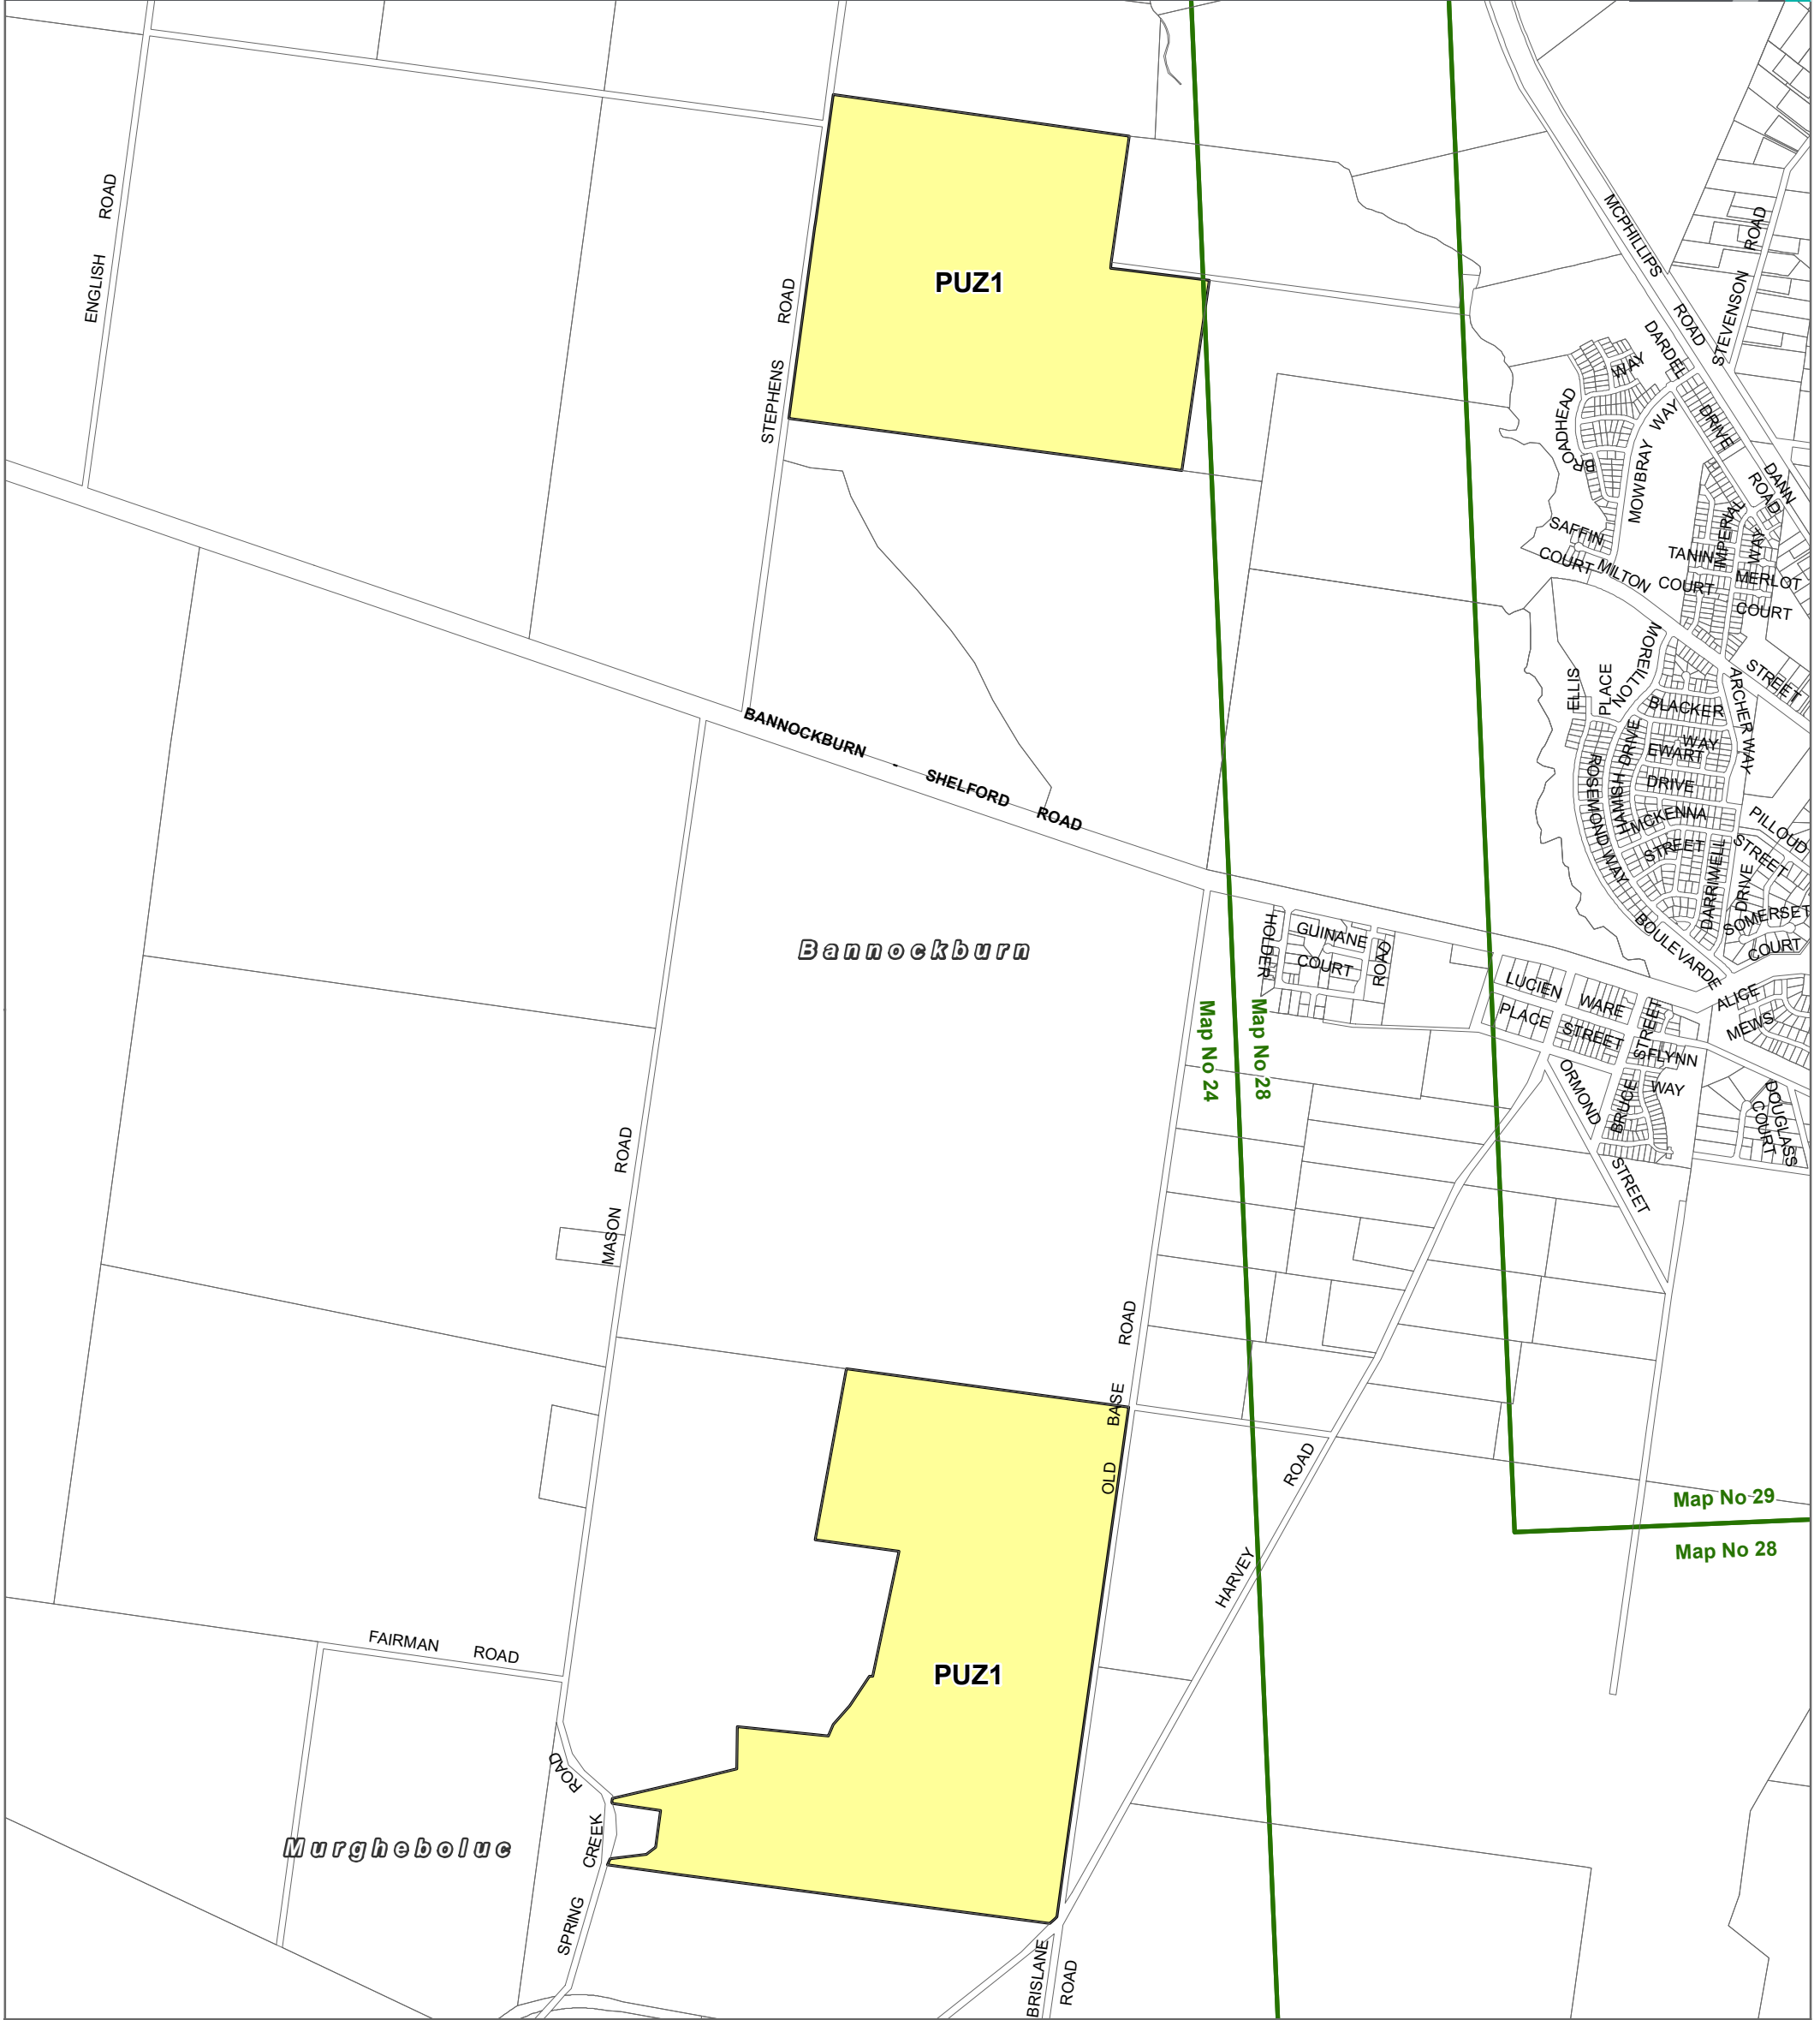 ENGLISH ROAD
STEPHENS ROAD
PUZ1
MCPHILLIPS ROAD
STEVENSON ROAD
DARDEL DRIVE
BROADHEAD WAY
MOWBRAY WAY
DANN ROAD
IMPERIAL WAY
SAFFIN COURT
TANIN COURT
MERLOT COURT
MILTON STREET
MOREILLON
ELLIS PLACE
ARCHER WAY
BLACKER WAY
EWART DRIVE
HAMISH DRIVE
ROSEMOND WAY
MCKENNA STREET
PILLOUD STREET
DARRIWELL DRIVE
SOMERSET COURT
BOULEVARDE
BANNOCKBURN - SHELFORD ROAD
Bannockburn
HOLDER ROAD
GUINANE COURT
LUCIEN PLACE
WARE STREET
ALICE MEWS
BRUCE STREET
FLYNN WAY
ORMOND STREET
DOUGLASS COURT
Map No 24
Map No 28
MASON ROAD
OLD BASE ROAD
HARVEY ROAD
Map No 29
Map No 28
FAIRMAN ROAD
PUZ1
Murgheboluc
SPRING CREEK ROAD
BRISLANE ROAD